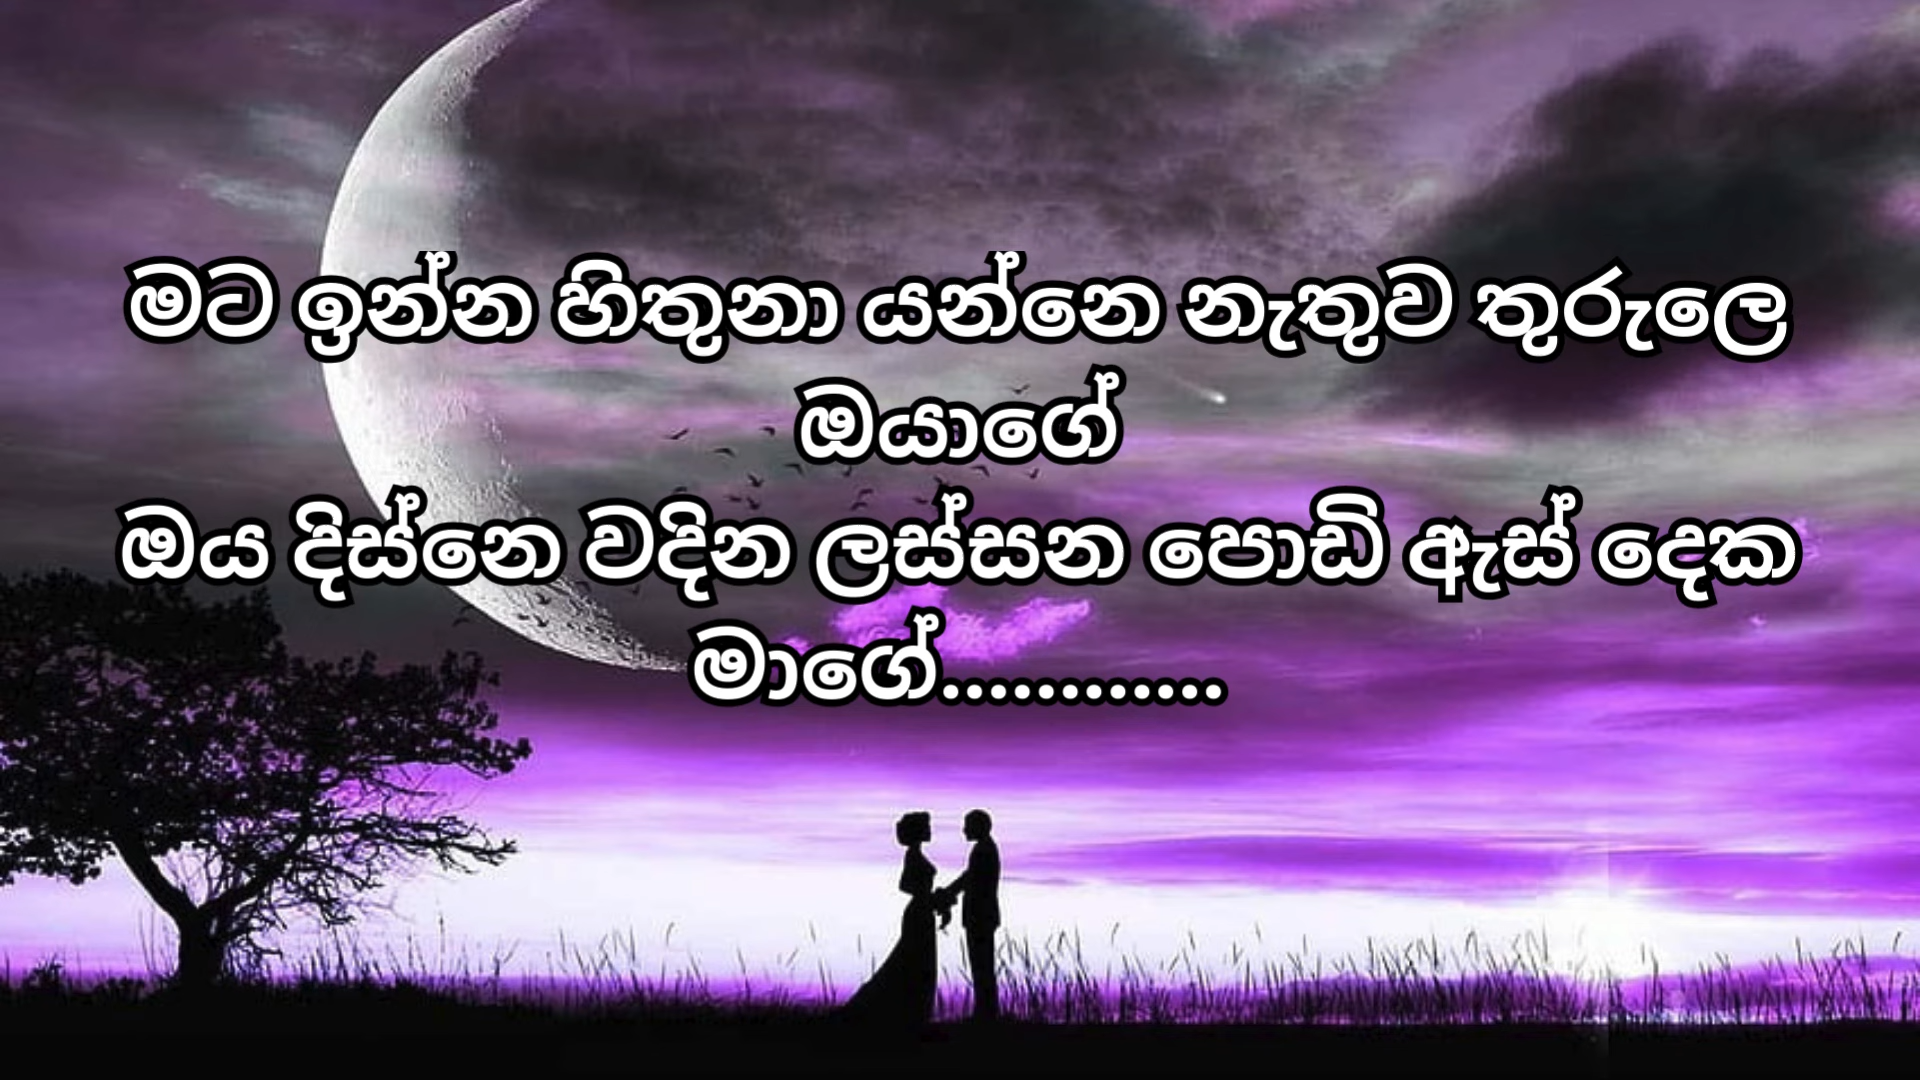 මට ඉන්න හිතුනා යන්නෙ නැතුව තුරුලෙ
ඔයාගේ
ඔය දිස්නෙ වදින ලස්සන පොඩි ඇස් දෙක
මාගේ............